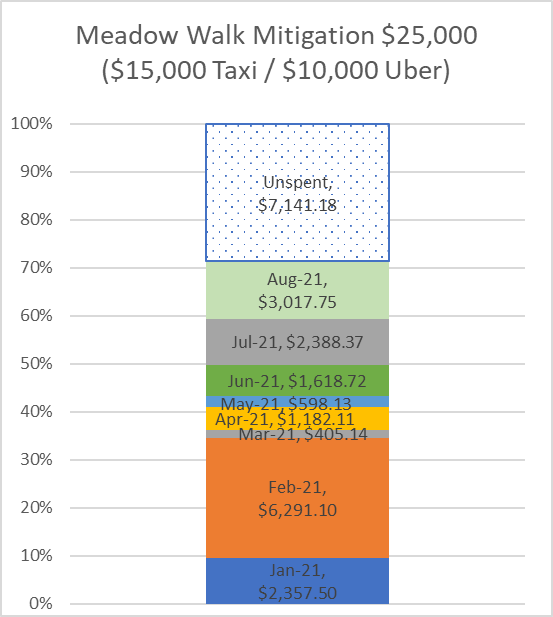 Meadow Walk Mitigation $25,000
($15,000 Taxi / $10,000 Uber)
100%
90%
80%
70%
60%
50%
40%
30%
20%
10%
0%
Unspent,
$7,141.18
Aug-21,
$3,017.75
Jul-21, $2,388.37
Jun-21, $1,618.72
May-21, $598.13
Apr-21, $1,182.11
Mar-21, $405.14
Feb-21,
$6,291.10
Jan-21,
$2,357.50